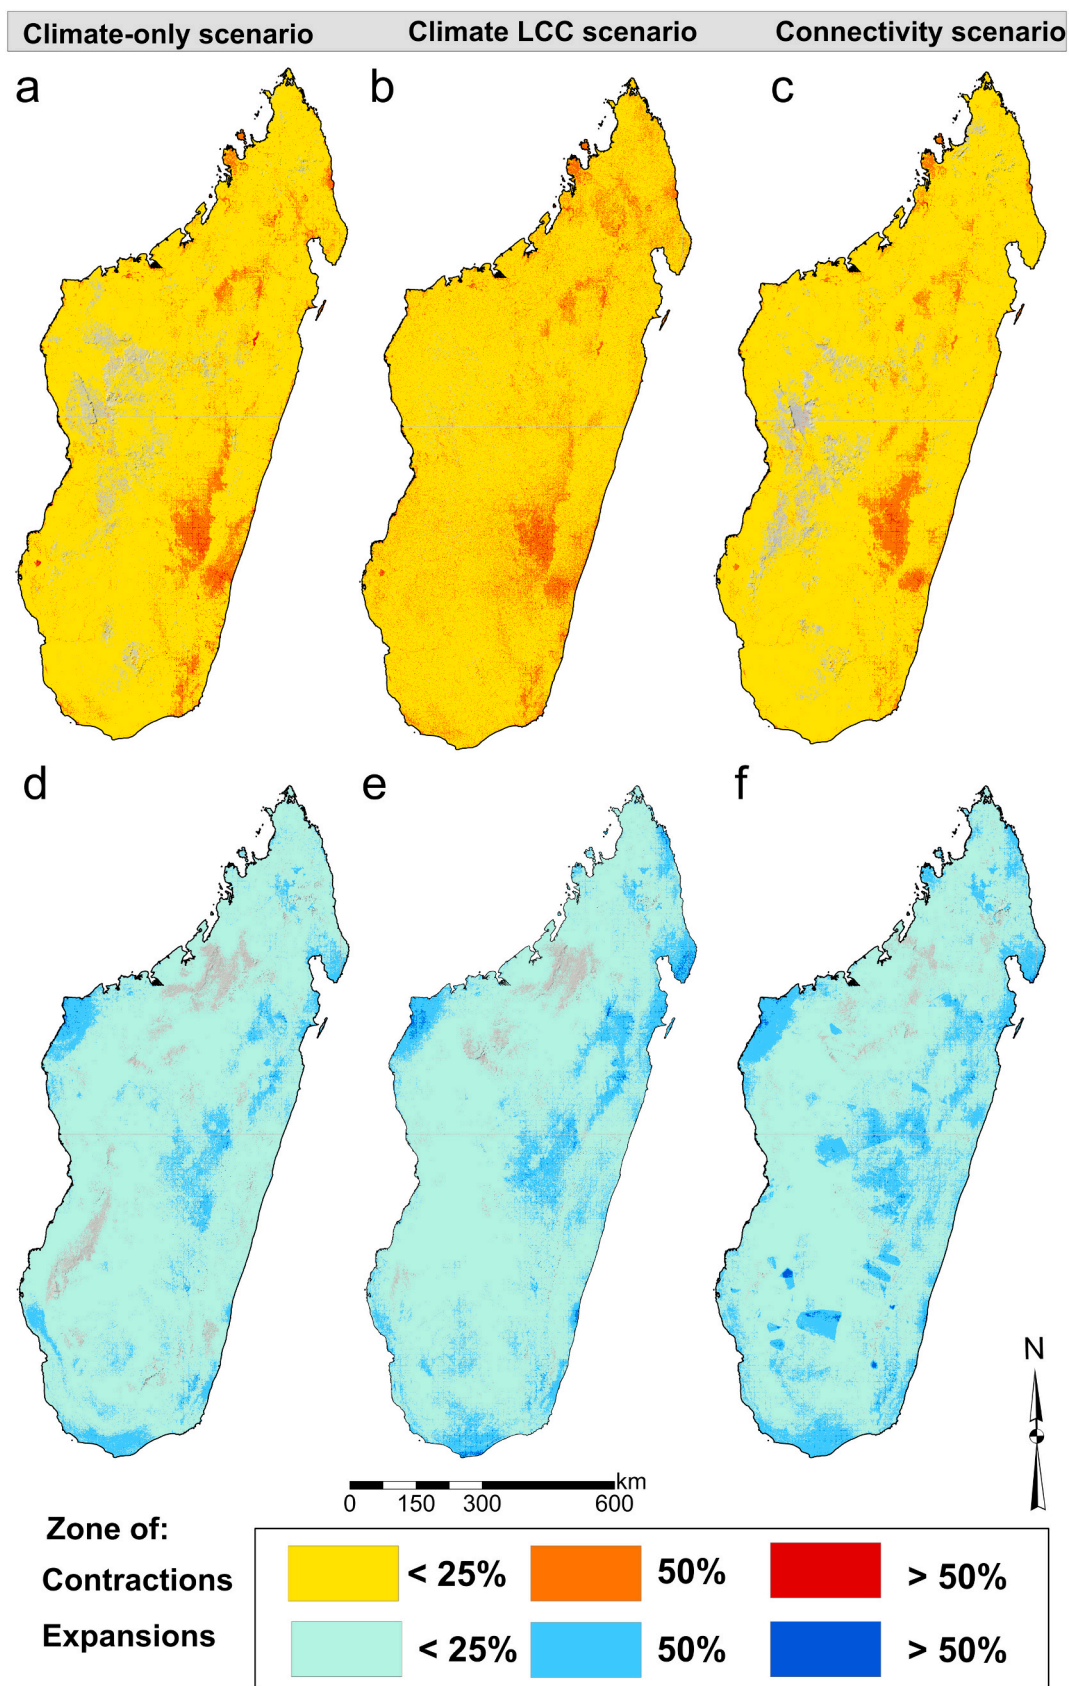 Climate-only scenario Climate LCC scenario Connectivity scenario
a b c
d e f
N
km
0 150 300 600
Zone of:
Contractions < 25% 50% > 50%
Expansions < 25% 50% > 50%